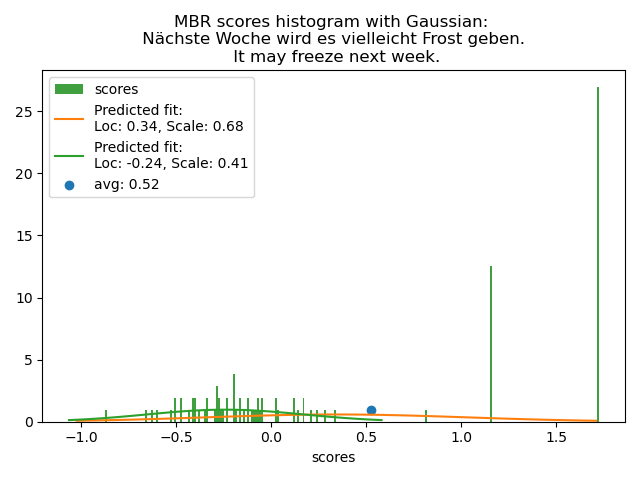 MBR scores histogram with Gaussian:
Nächste Woche wird es vielleicht Frost geben.
It may freeze next week.
scores
Predicted fit:
Loc: 0.34, Scale: 0.68
Predicted fit:
Loc: -0.24, Scale: 0.41
avg: 0.52
25
20
15
10
5
0
−1.0 −0.5 0.0 0.5 1.0 1.5
scores